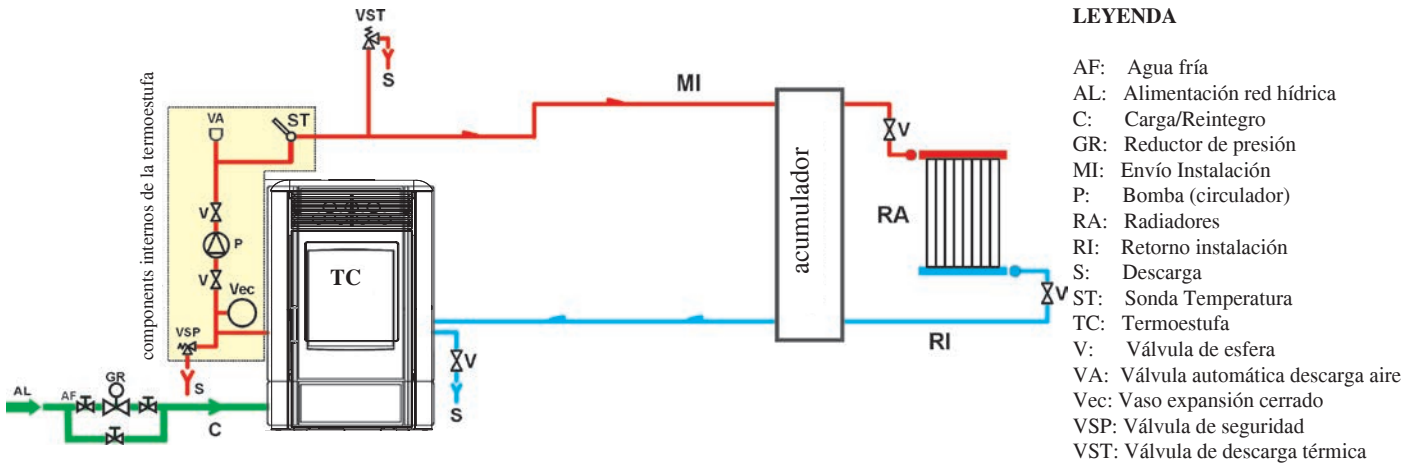 components internos de la termoestufa
VST
S
MI
VA
ST
V
P
V
Vec
VSP
S
TC
acumulador
V
RA
V
RI
V
S
AL
AF
GR
C
LEYENDA
AF: Agua fría
AL: Alimentación red hídrica
C: Carga/Reintegro
GR: Reductor de presión
MI: Envío Instalación
P: Bomba (circulador)
RA: Radiadores
RI: Retorno instalación
S: Descarga
ST: Sonda Temperatura
TC: Termoestufa
V: Válvula de esfera
VA: Válvula automática descarga aire
Vec: Vaso expansión cerrado
VSP: Válvula de seguridad
VST: Válvula de descarga térmica